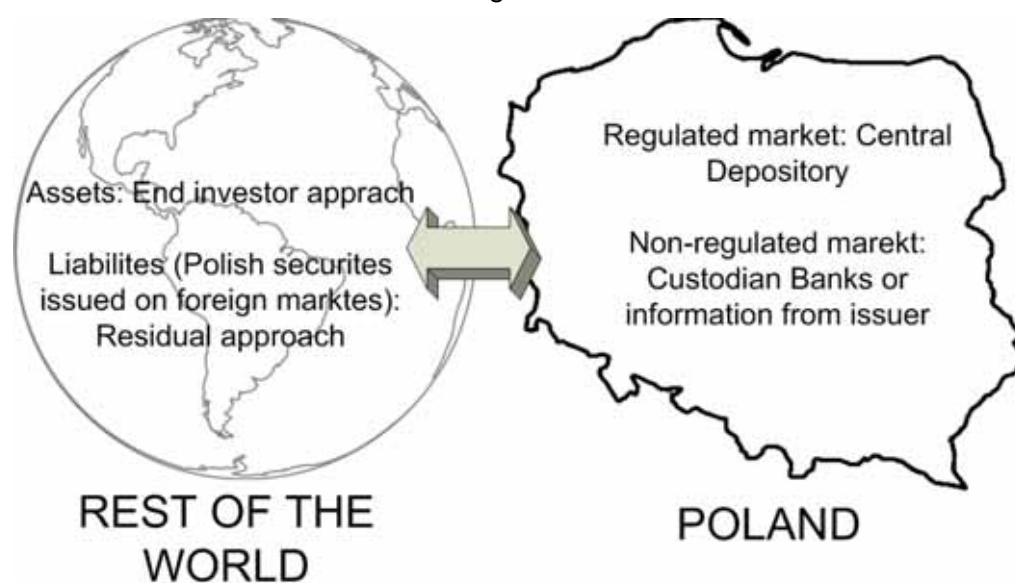 Assets: End investor apprach
Liabilites (Polish securites
issued on foreign marktes):
Residual approach
REST OF THE
WORLD
Regulated market: Central
Depository
Non-regulated marekt:
Custodian Banks or
information from issuer
POLAND